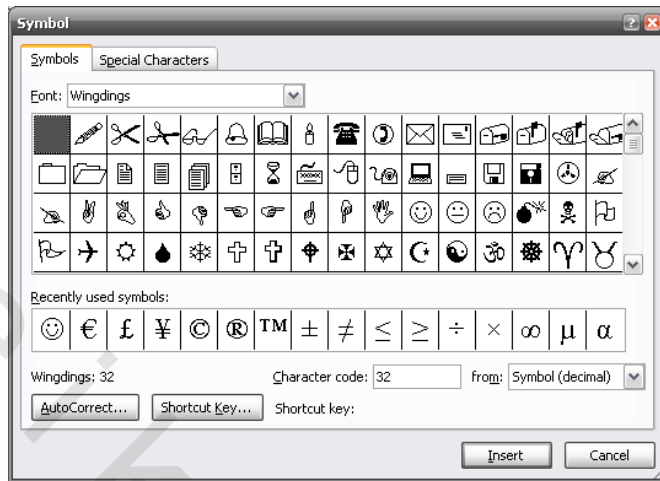 Symbol
Symbols Special Characters
Font: Wingdings
Recently used symbols:
☺ € £ ¥ © ® TM ± ≠ ≤ ≥ ÷ × ∞ µ α
Wingdings: 32 Character code: 32 from: Symbol (decimal)
AutoCorrect... Shortcut Key... Shortcut key:
Insert Cancel